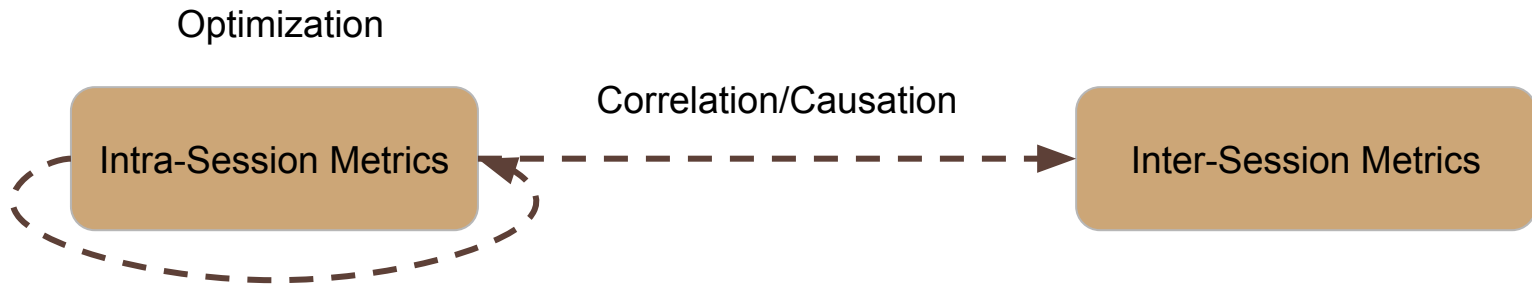 Optimization
Correlation/Causation
Intra-Session Metrics
Inter-Session Metrics